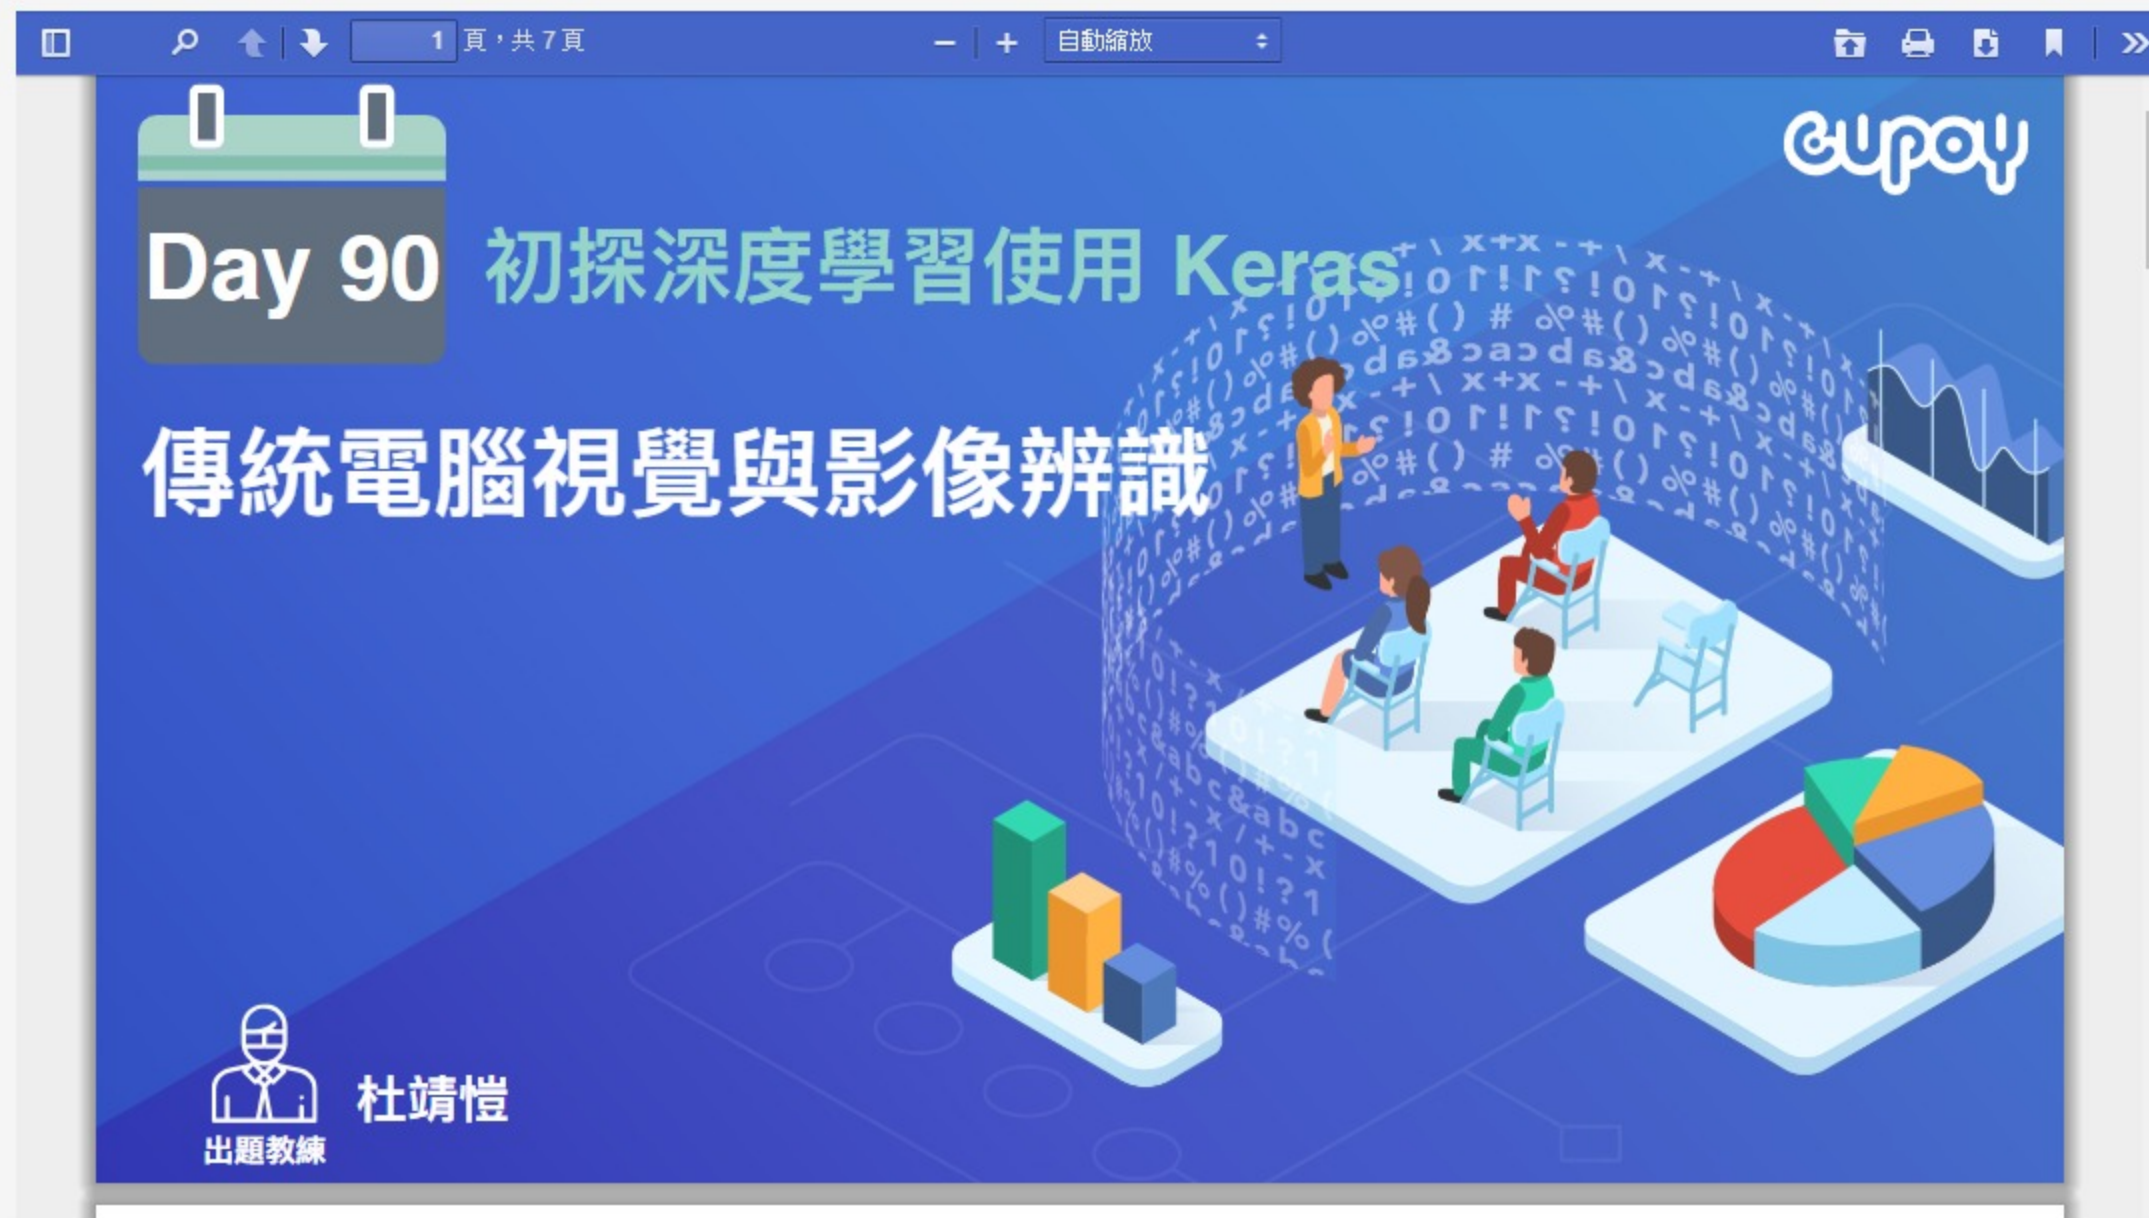 1 頁，共 7 頁
自動縮放
cupoy
Day 90
初探深度學習使用 Keras
傳統電腦視覺與影像辨識
杜靖愷
出題教練